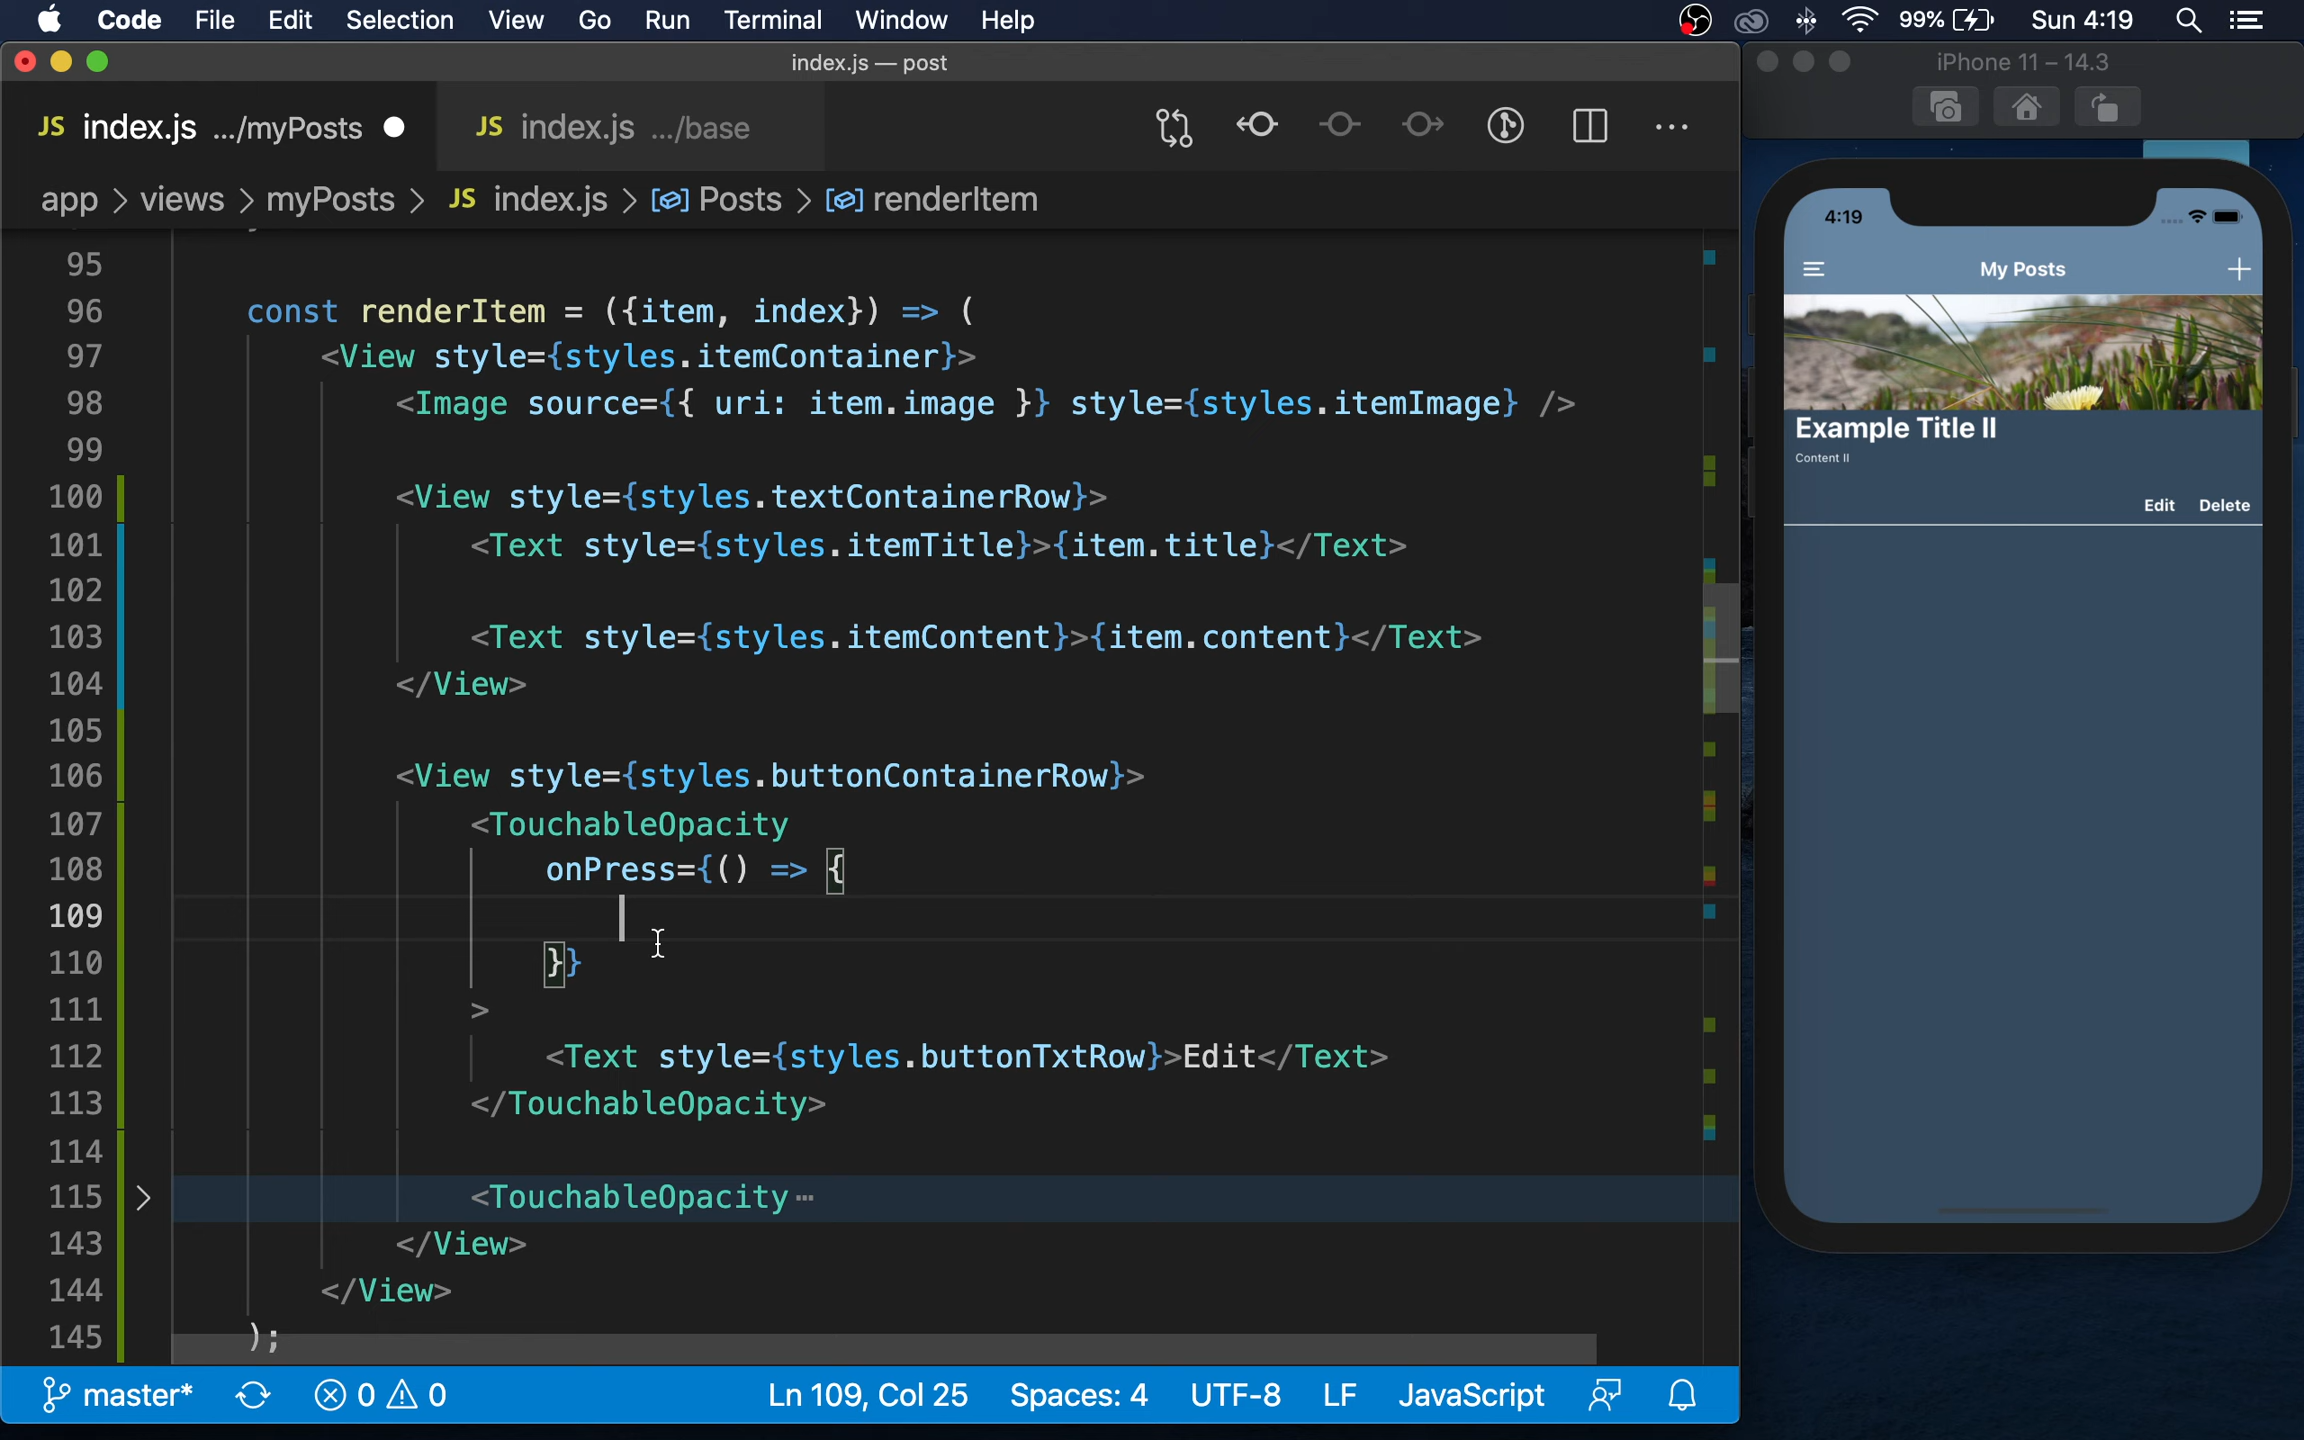 Code File Edit Selection View Go Run Terminal Window Help 99% Sun 4:19
index.js — post
JS index.js .../myPosts JS index.js .../base
app > views > myPosts > JS index.js > Posts > renderItem
95
96 const renderItem = ({item, index}) => (
97 <View style={styles.itemContainer}>
98 <Image source={{ uri: item.image }} style={styles.itemImage} />
99
100 <View style={styles.textContainerRow}>
101 <Text style={styles.itemTitle}>{item.title}</Text>
102
103 <Text style={styles.itemContent}>{item.content}</Text>
104 </View>
105
106 <View style={styles.buttonContainerRow}>
107 <TouchableOpacity
108 onPress={() => {
109
110 }}
111 >
112 <Text style={styles.buttonTxtRow}>Edit</Text>
113 </TouchableOpacity>
114
115 <TouchableOpacity…
143 </View>
144 </View>
145 );
master* 0 0 Ln 109, Col 25 Spaces: 4 UTF-8 LF JavaScript
iPhone 11 – 14.3
4:19
My Posts
Example Title II
Content II
Edit Delete